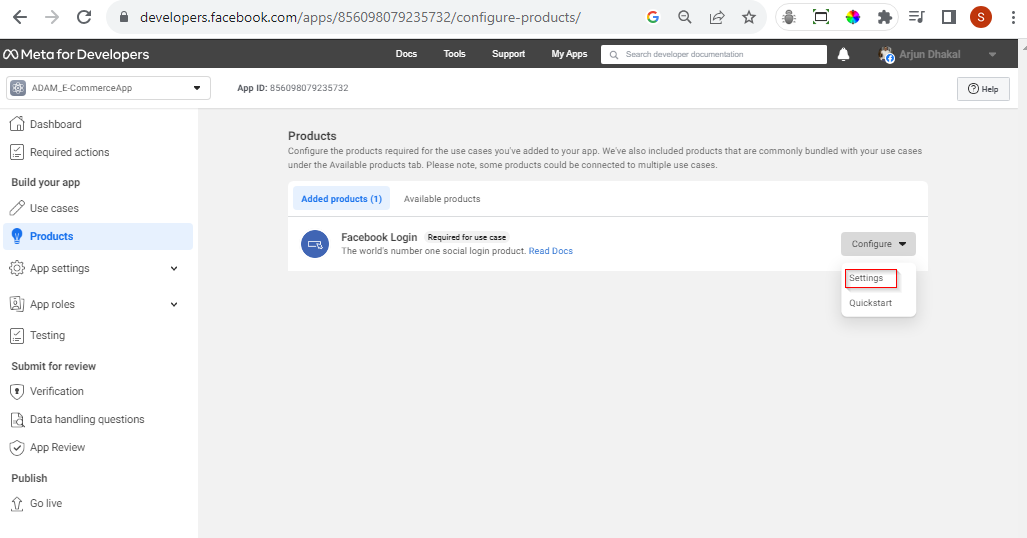 developers.facebook.com/apps/856098079235732/configure-products/
S
Meta for Developers
Docs
Tools
Support
My Apps
Search developer documentation
Arjun Dhakal
ADAM_E-CommerceApp
App ID: 856098079235732
Help
Dashboard
Required actions
Build your app
Use cases
Products
App settings
App roles
Testing
Submit for review
Verification
Data handling questions
App Review
Publish
Go live
Products
Configure the products required for the use cases you've added to your app. We've also included products that are commonly bundled with your use cases
under the Available products tab. Please note, some products could be connected to multiple use cases.
Added products (1)
Available products
Facebook Login Required for use case
The world's number one social login product. Read Docs
Configure
Settings
Quickstart